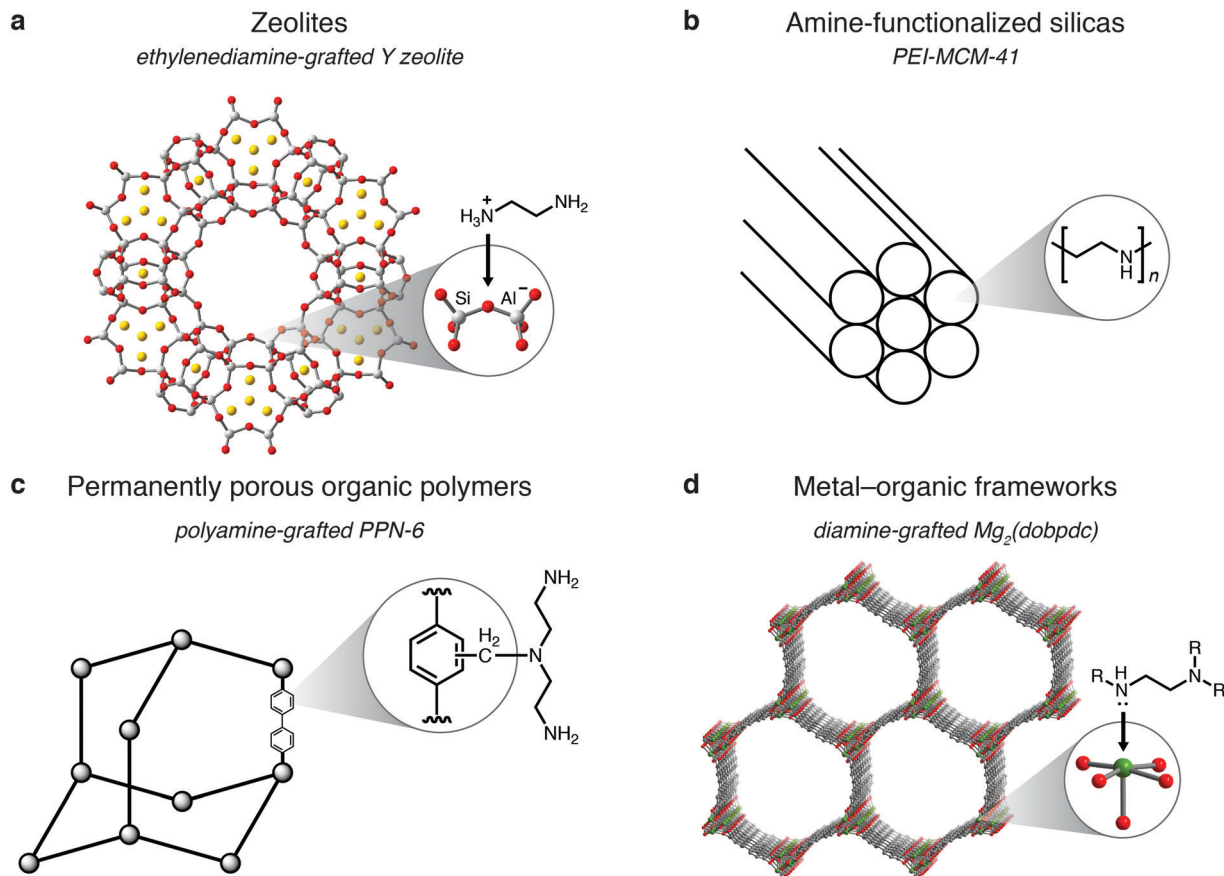 a
Zeolites
ethylenediamine-grafted Y zeolite
+
H₃N
NH₂
Si
Al⁻
b
Amine-functionalized silicas
PEI-MCM-41
N
H
n
c
Permanently porous organic polymers
polyamine-grafted PPN-6
NH₂
H₂
C
N
NH₂
d
Metal–organic frameworks
diamine-grafted Mg₂(dobpdc)
R
H
R
N
N
R
R